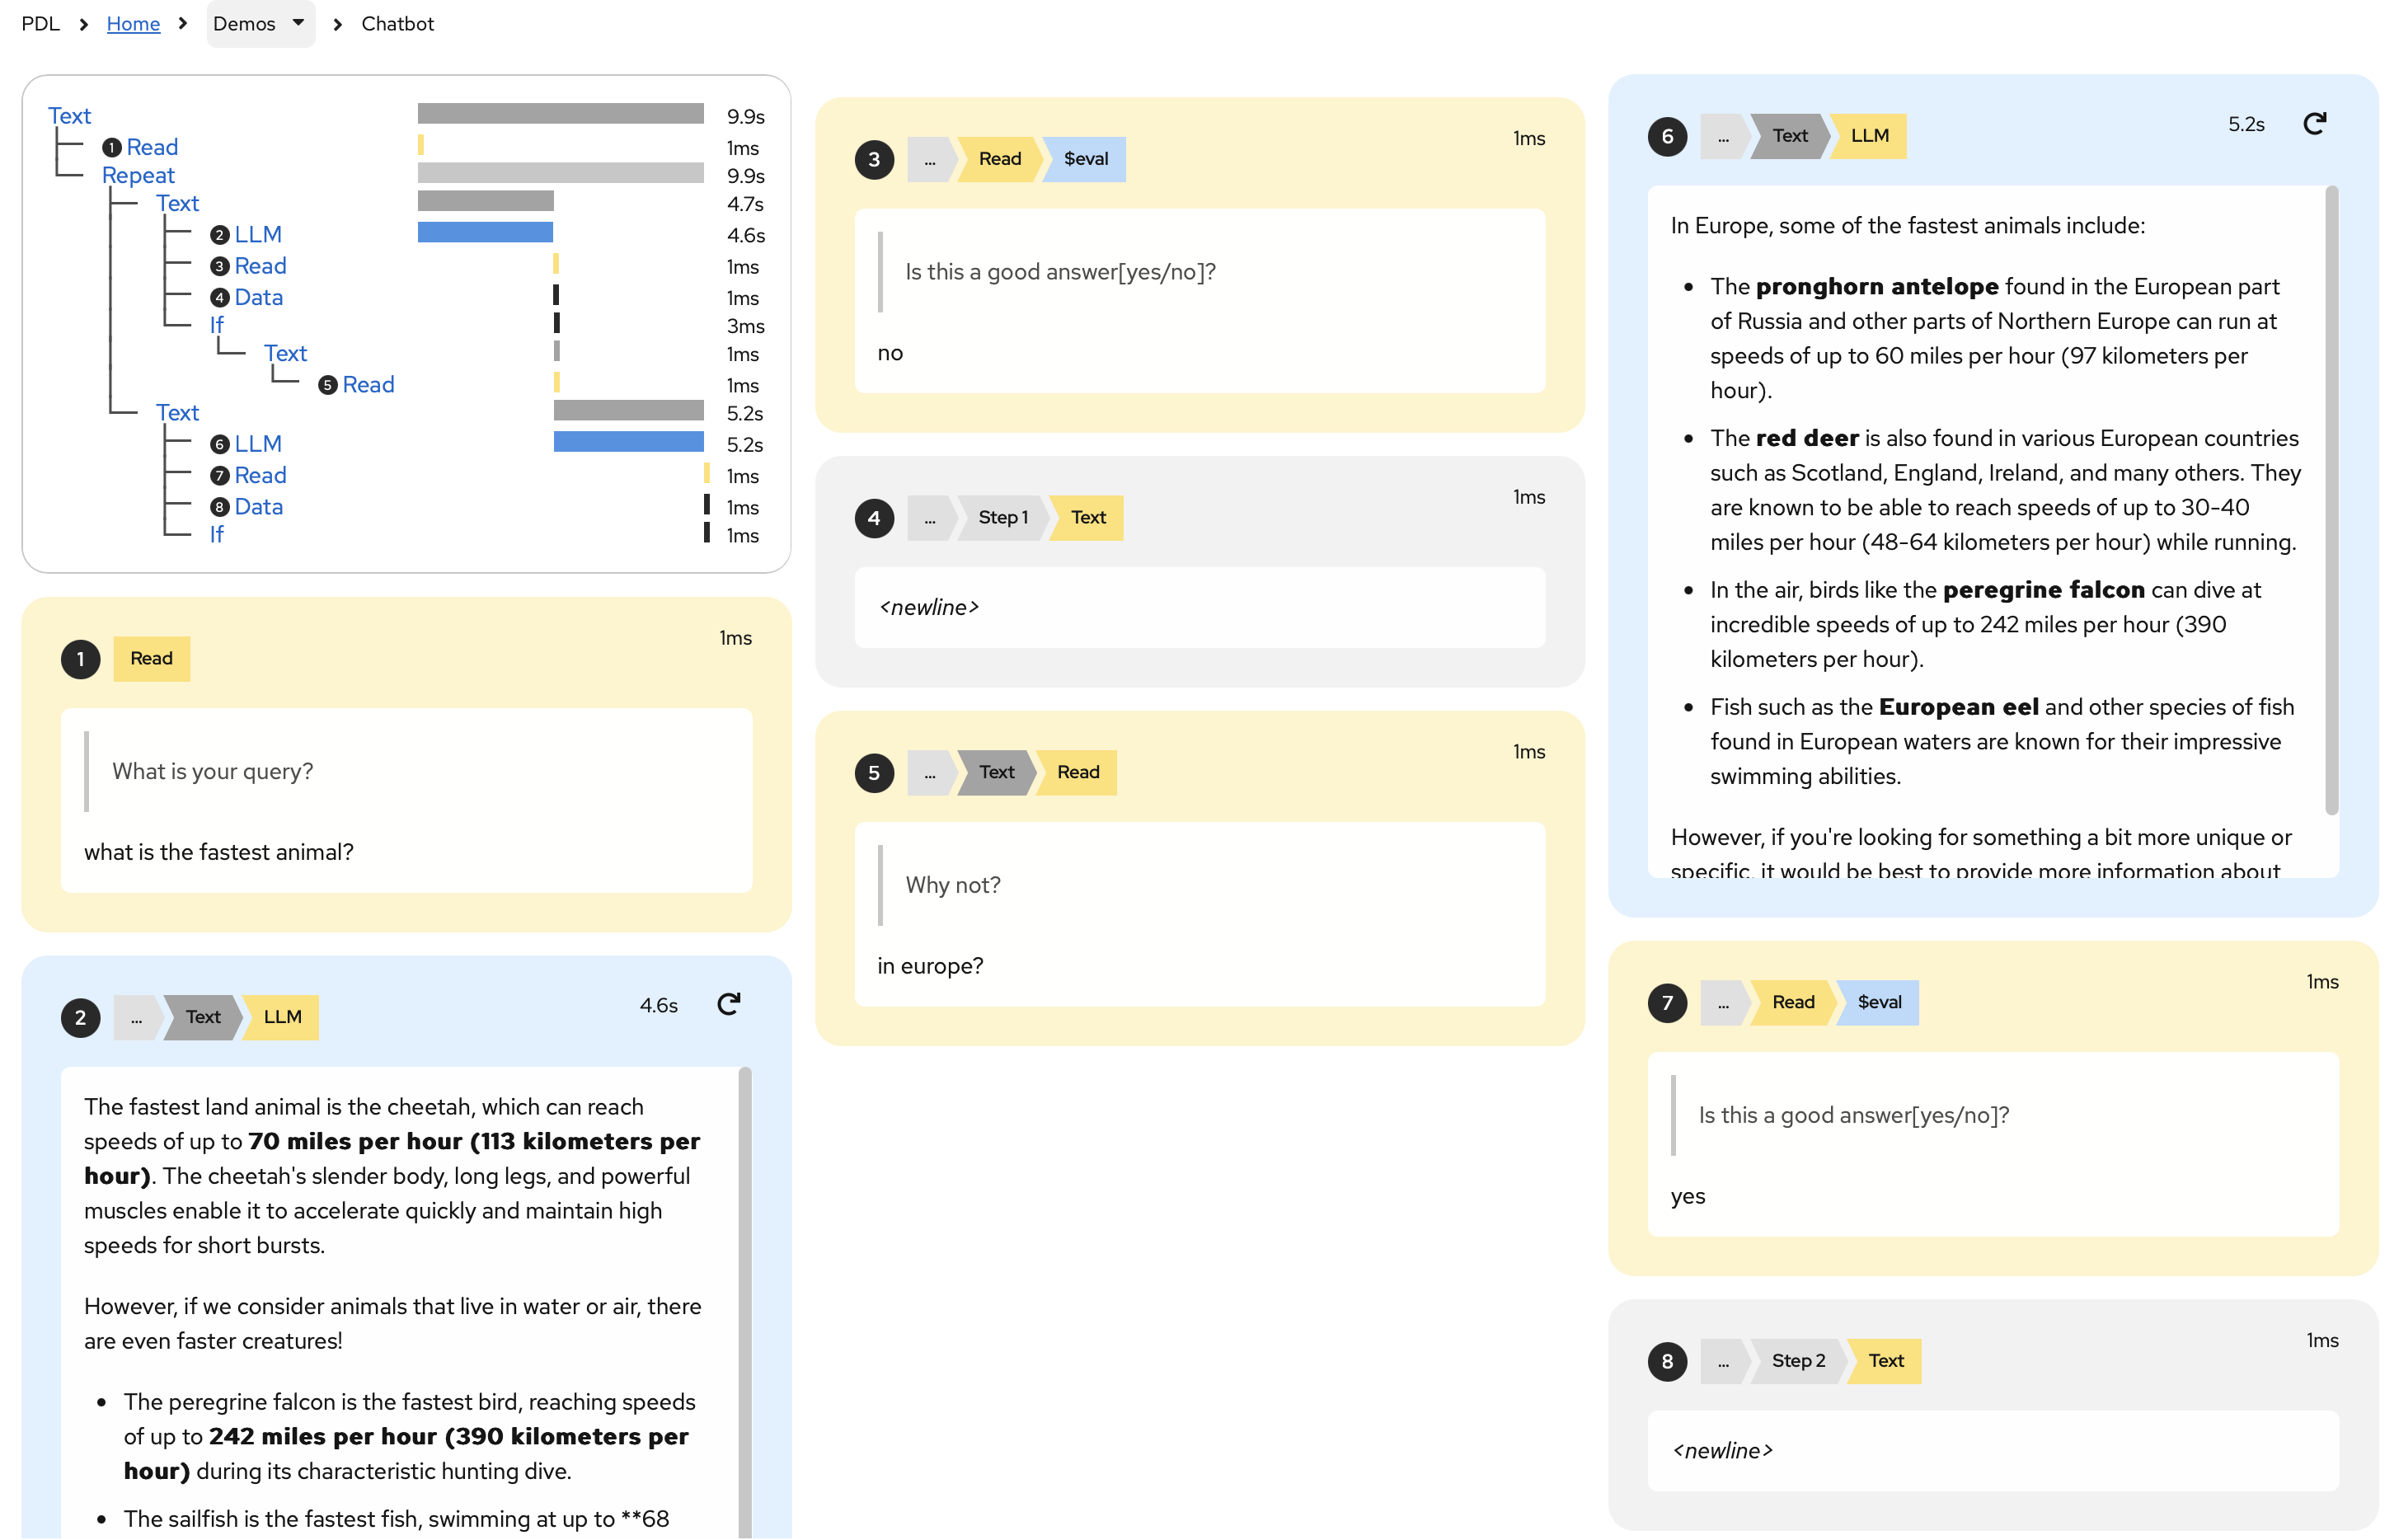 PDL > Home > Demos > Chatbot
Text 9.9s
1 Read 1ms
Repeat 9.9s
Text 4.7s
2 LLM 4.6s
3 Read 1ms
4 Data 1ms
If 3ms
Text 1ms
5 Read 1ms
Text 5.2s
6 LLM 5.2s
7 Read 1ms
8 Data 1ms
If 1ms
1 Read 1ms
What is your query?
what is the fastest animal?
2 ... Text LLM 4.6s
The fastest land animal is the cheetah, which can reach
speeds of up to 70 miles per hour (113 kilometers per
hour). The cheetah's slender body, long legs, and powerful
muscles enable it to accelerate quickly and maintain high
speeds for short bursts.
However, if we consider animals that live in water or air, there
are even faster creatures!
• The peregrine falcon is the fastest bird, reaching speeds
of up to 242 miles per hour (390 kilometers per
hour) during its characteristic hunting dive.
• The sailfish is the fastest fish, swimming at up to **68
3 ... Read $eval 1ms
Is this a good answer[yes/no]?
no
4 ... Step 1 Text 1ms
<newline>
5 ... Text Read 1ms
Why not?
in europe?
6 ... Text LLM 5.2s
In Europe, some of the fastest animals include:
• The pronghorn antelope found in the European part
of Russia and other parts of Northern Europe can run at
speeds of up to 60 miles per hour (97 kilometers per
hour).
• The red deer is also found in various European countries
such as Scotland, England, Ireland, and many others. They
are known to be able to reach speeds of up to 30-40
miles per hour (48-64 kilometers per hour) while running.
• In the air, birds like the peregrine falcon can dive at
incredible speeds of up to 242 miles per hour (390
kilometers per hour).
• Fish such as the European eel and other species of fish
found in European waters are known for their impressive
swimming abilities.
However, if you're looking for something a bit more unique or
specific, it would be best to provide more information about
7 ... Read $eval 1ms
Is this a good answer[yes/no]?
yes
8 ... Step 2 Text 1ms
<newline>